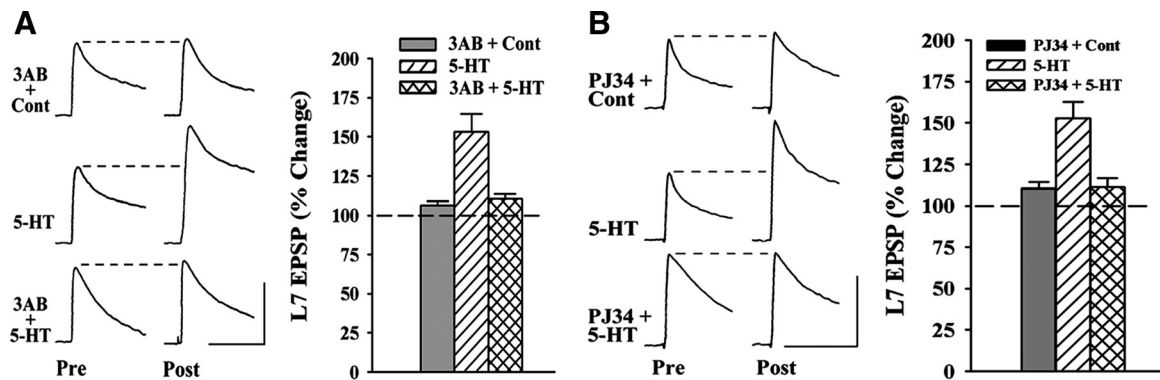 A
3AB
+
Cont
5-HT
3AB
+
5-HT
Pre
Post
L7 EPSP (% Change)
200
175
150
125
100
75
50
25
0
3AB + Cont
5-HT
3AB + 5-HT
B
PJ34 +
Cont
5-HT
PJ34 +
5-HT
Pre
Post
L7 EPSP (% Change)
200
175
150
125
100
75
50
25
0
PJ34 + Cont
5-HT
PJ34 + 5-HT